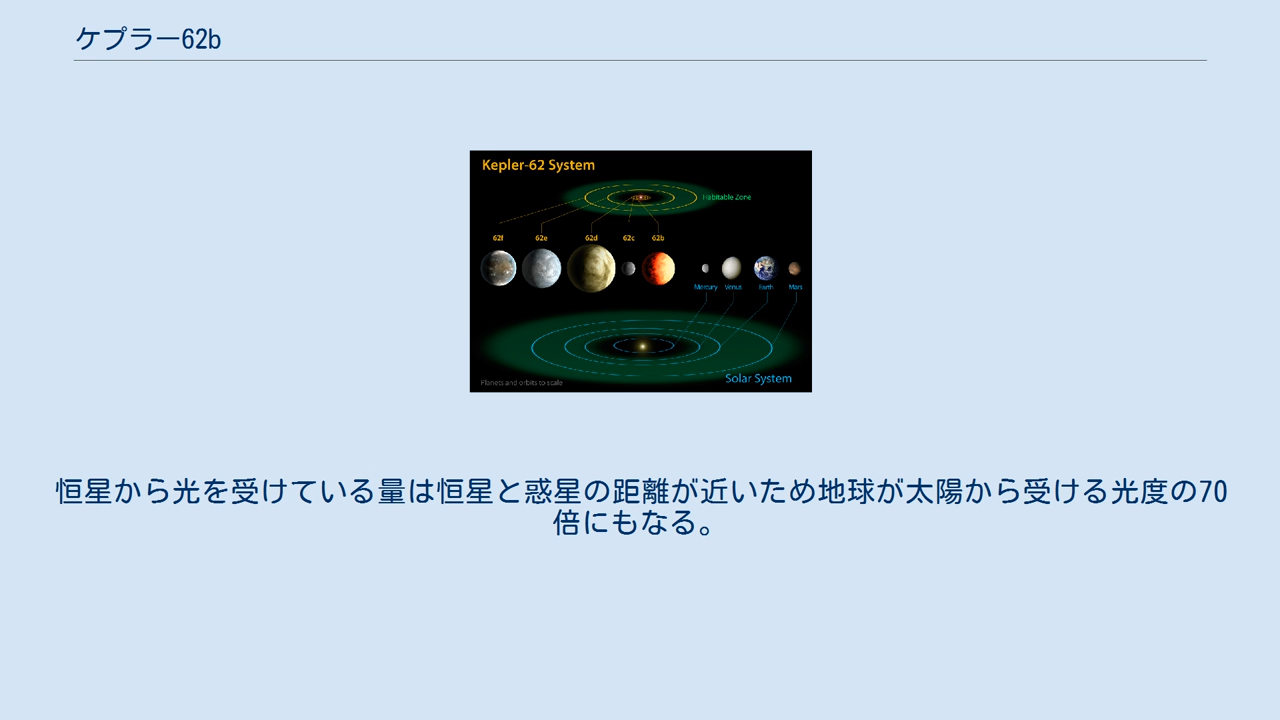 ケプラー62b
Kepler-62 System
Habitable Zone
62f 62e 62d 62c 62b
Mercury Venus Earth Mars
Solar System
Planets and orbits to scale
恒星から光を受けている量は恒星と惑星の距離が近いため地球が太陽から受ける光度の70
倍にもなる。